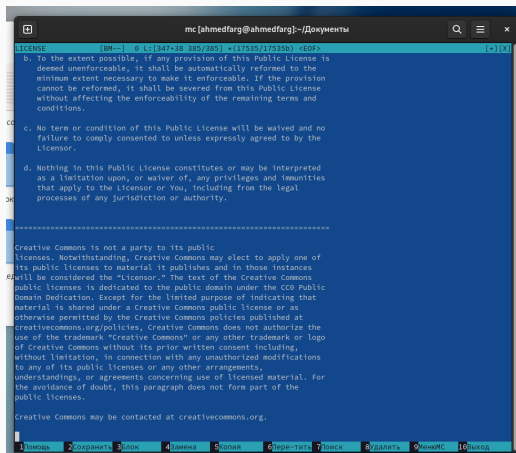 mc [ahmedfarg@ahmedfarg]:~/Документы
LICENSE [BM--] 0 L:[347+38 385/385] *(17535/17535b) <EOF> [*][X]
b. To the extent possible, if any provision of this Public License is
deemed unenforceable, it shall be automatically reformed to the
minimum extent necessary to make it enforceable. If the provision
cannot be reformed, it shall be severed from this Public License
without affecting the enforceability of the remaining terms and
conditions.
c. No term or condition of this Public License will be waived and no
failure to comply consented to unless expressly agreed to by the
Licensor.
d. Nothing in this Public License constitutes or may be interpreted
as a limitation upon, or waiver of, any privileges and immunities
that apply to the Licensor or You, including from the legal
processes of any jurisdiction or authority.
=======================================================================
Creative Commons is not a party to its public
licenses. Notwithstanding, Creative Commons may elect to apply one of
its public licenses to material it publishes and in those instances
will be considered the “Licensor.” The text of the Creative Commons
public licenses is dedicated to the public domain under the CC0 Public
Domain Dedication. Except for the limited purpose of indicating that
material is shared under a Creative Commons public license or as
otherwise permitted by the Creative Commons policies published at
creativecommons.org/policies, Creative Commons does not authorize the
use of the trademark "Creative Commons" or any other trademark or logo
of Creative Commons without its prior written consent including,
without limitation, in connection with any unauthorized modifications
to any of its public licenses or any other arrangements,
understandings, or agreements concerning use of licensed material. For
the avoidance of doubt, this paragraph does not form part of the
public licenses.
Creative Commons may be contacted at creativecommons.org.
1Помощь 2Сохранить 3Блок 4Замена 5Копия 6Пере~тить 7Поиск 8Удалить 9МенюMC 10Выход